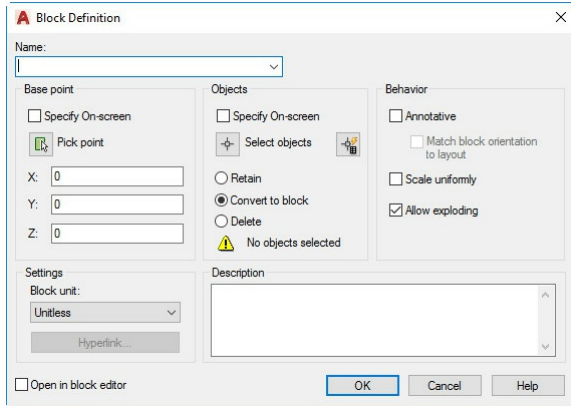 A Block Definition
Name:
Base point
Specify On-screen
Pick point
X: 0
Y: 0
Z: 0
Objects
Specify On-screen
Select objects
Retain
Convert to block
Delete
No objects selected
Behavior
Annotative
Match block orientation
to layout
Scale uniformly
Allow exploding
Settings
Block unit:
Unitless
Hyperlink...
Description
Open in block editor
OK
Cancel
Help